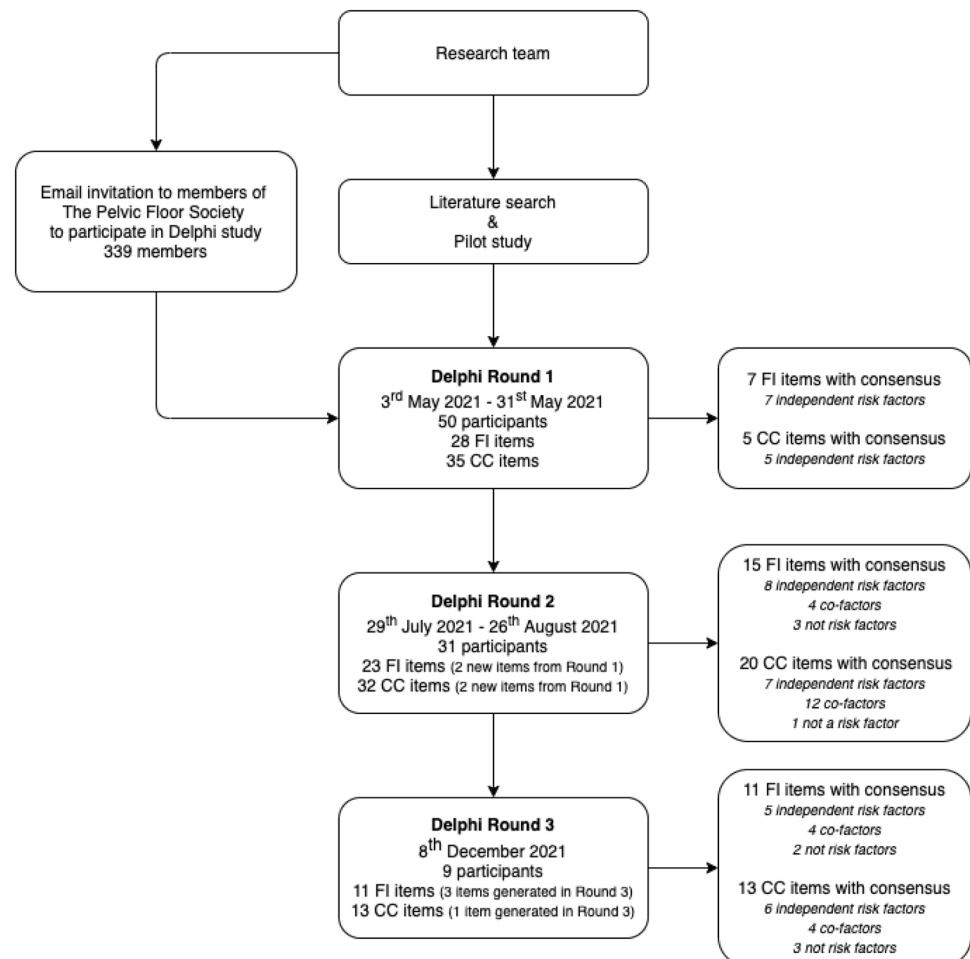 Research team
Email invitation to members of
The Pelvic Floor Society
to participate in Delphi study
339 members
Literature search
&
Pilot study
Delphi Round 1
3rd May 2021 - 31st May 2021
50 participants
28 FI items
35 CC items
7 FI items with consensus
7 independent risk factors
5 CC items with consensus
5 independent risk factors
Delphi Round 2
29th July 2021 - 26th August 2021
31 participants
23 FI items (2 new items from Round 1)
32 CC items (2 new items from Round 1)
15 FI items with consensus
8 independent risk factors
4 co-factors
3 not risk factors
20 CC items with consensus
7 independent risk factors
12 co-factors
1 not a risk factor
Delphi Round 3
8th December 2021
9 participants
11 FI items (3 items generated in Round 3)
13 CC items (1 item generated in Round 3)
11 FI items with consensus
5 independent risk factors
4 co-factors
2 not risk factors
13 CC items with consensus
6 independent risk factors
4 co-factors
3 not risk factors